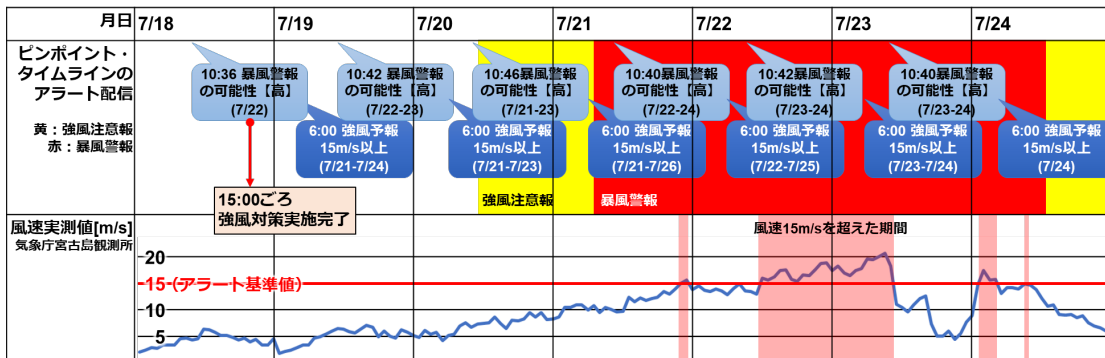 月日 7/18 7/19 7/20 7/21 7/22 7/23 7/24
ピンポイント・
タイムラインの
アラート配信
黄：強風注意報
赤：暴風警報
10:36 暴風警報
の可能性【高】
(7/22)
10:42 暴風警報
の可能性【高】
(7/22-23)
10:46暴風警報
の可能性【高】
(7/21-23)
10:40暴風警報
の可能性【高】
(7/22-24)
10:42暴風警報
の可能性【高】
(7/23-24)
10:40暴風警報
の可能性【高】
(7/23-24)
6:00 強風予報
15m/s以上
(7/21-7/24)
6:00 強風予報
15m/s以上
(7/21-7/23)
6:00 強風予報
15m/s以上
(7/21-7/26)
6:00 強風予報
15m/s以上
(7/22-7/25)
6:00 強風予報
15m/s以上
(7/23-7/24)
6:00 強風予報
15m/s以上
(7/24)
15:00ごろ
強風対策実施完了
強風注意報
暴風警報
風速実測値[m/s]
気象庁宮古島観測所
風速15m/sを超えた期間
20
15（アラート基準値）
10
5